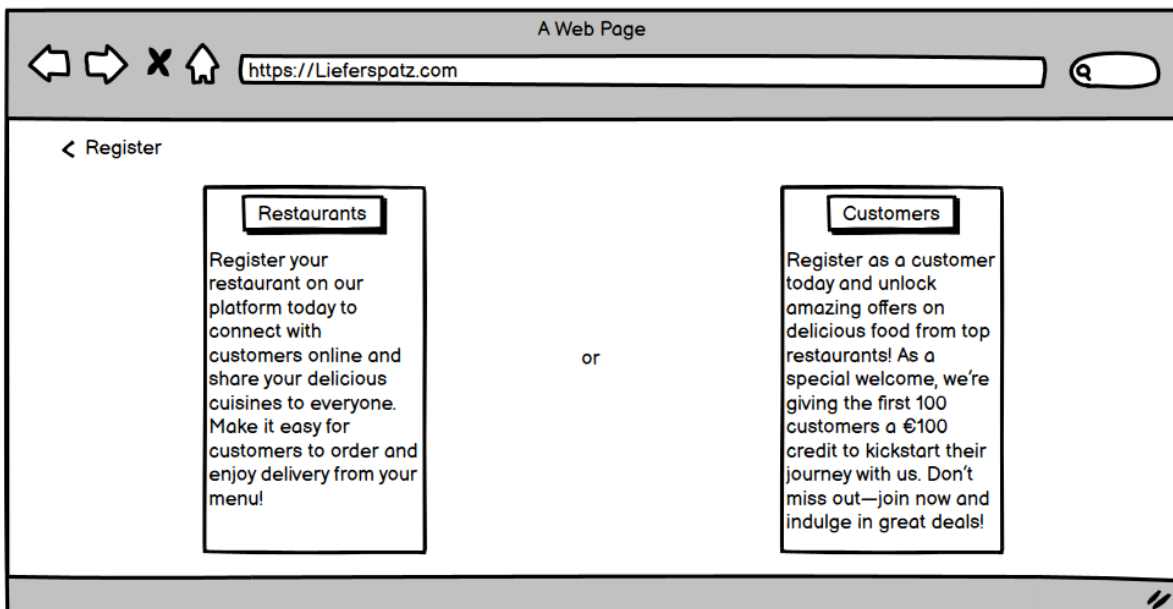 A Web Page
https://Lieferspatz.com
Register
Restaurants
Register your
restaurant on our
platform today to
connect with
customers online and
share your delicious
cuisines to everyone.
Make it easy for
customers to order and
enjoy delivery from your
menu!
or
Customers
Register as a customer
today and unlock
amazing offers on
delicious food from top
restaurants! As a
special welcome, we're
giving the first 100
customers a €100
credit to kickstart their
journey with us. Don't
miss out—join now and
indulge in great deals!